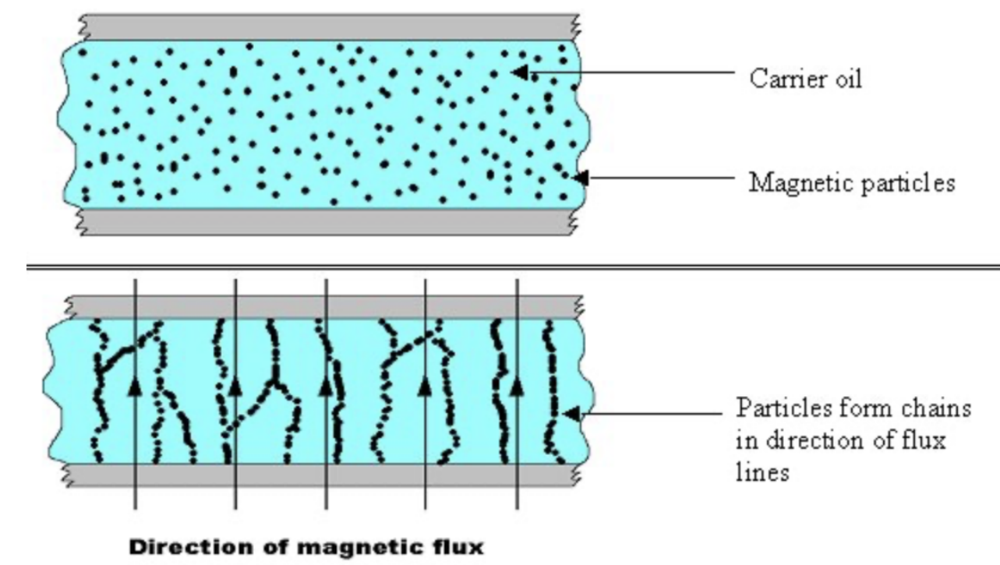 Carrier oil
Magnetic particles
Particles form chains
in direction of flux
lines
Direction of magnetic flux